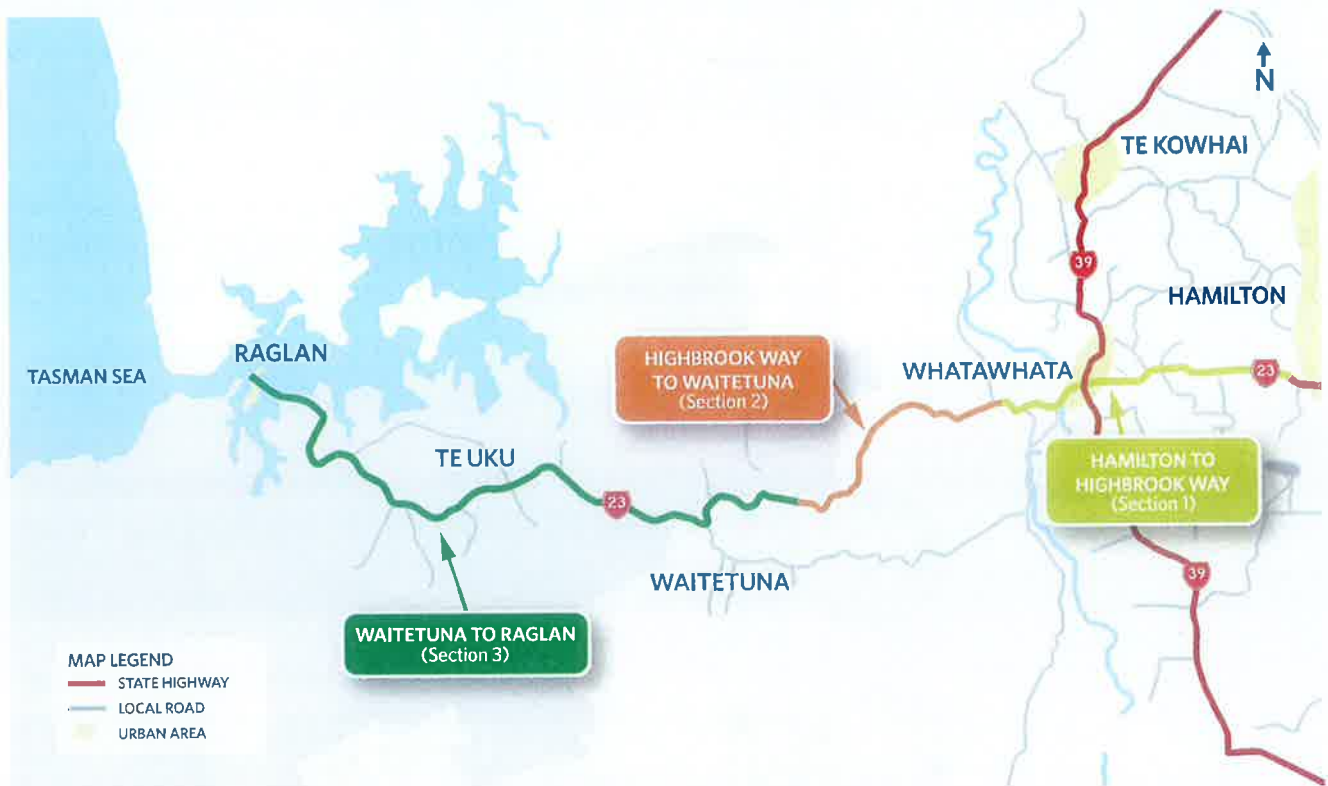 N
TE KOWHAI
39
HAMILTON
RAGLAN
TASMAN SEA
HIGHBROOK WAY
TO WAITETUNA
(Section 2)
WHATAWHATA
23
TE UKU
HAMILTON TO
HIGHBROOK WAY
(Section 1)
23
WAITETUNA
39
WAITETUNA TO RAGLAN
(Section 3)
MAP LEGEND
STATE HIGHWAY
LOCAL ROAD
URBAN AREA